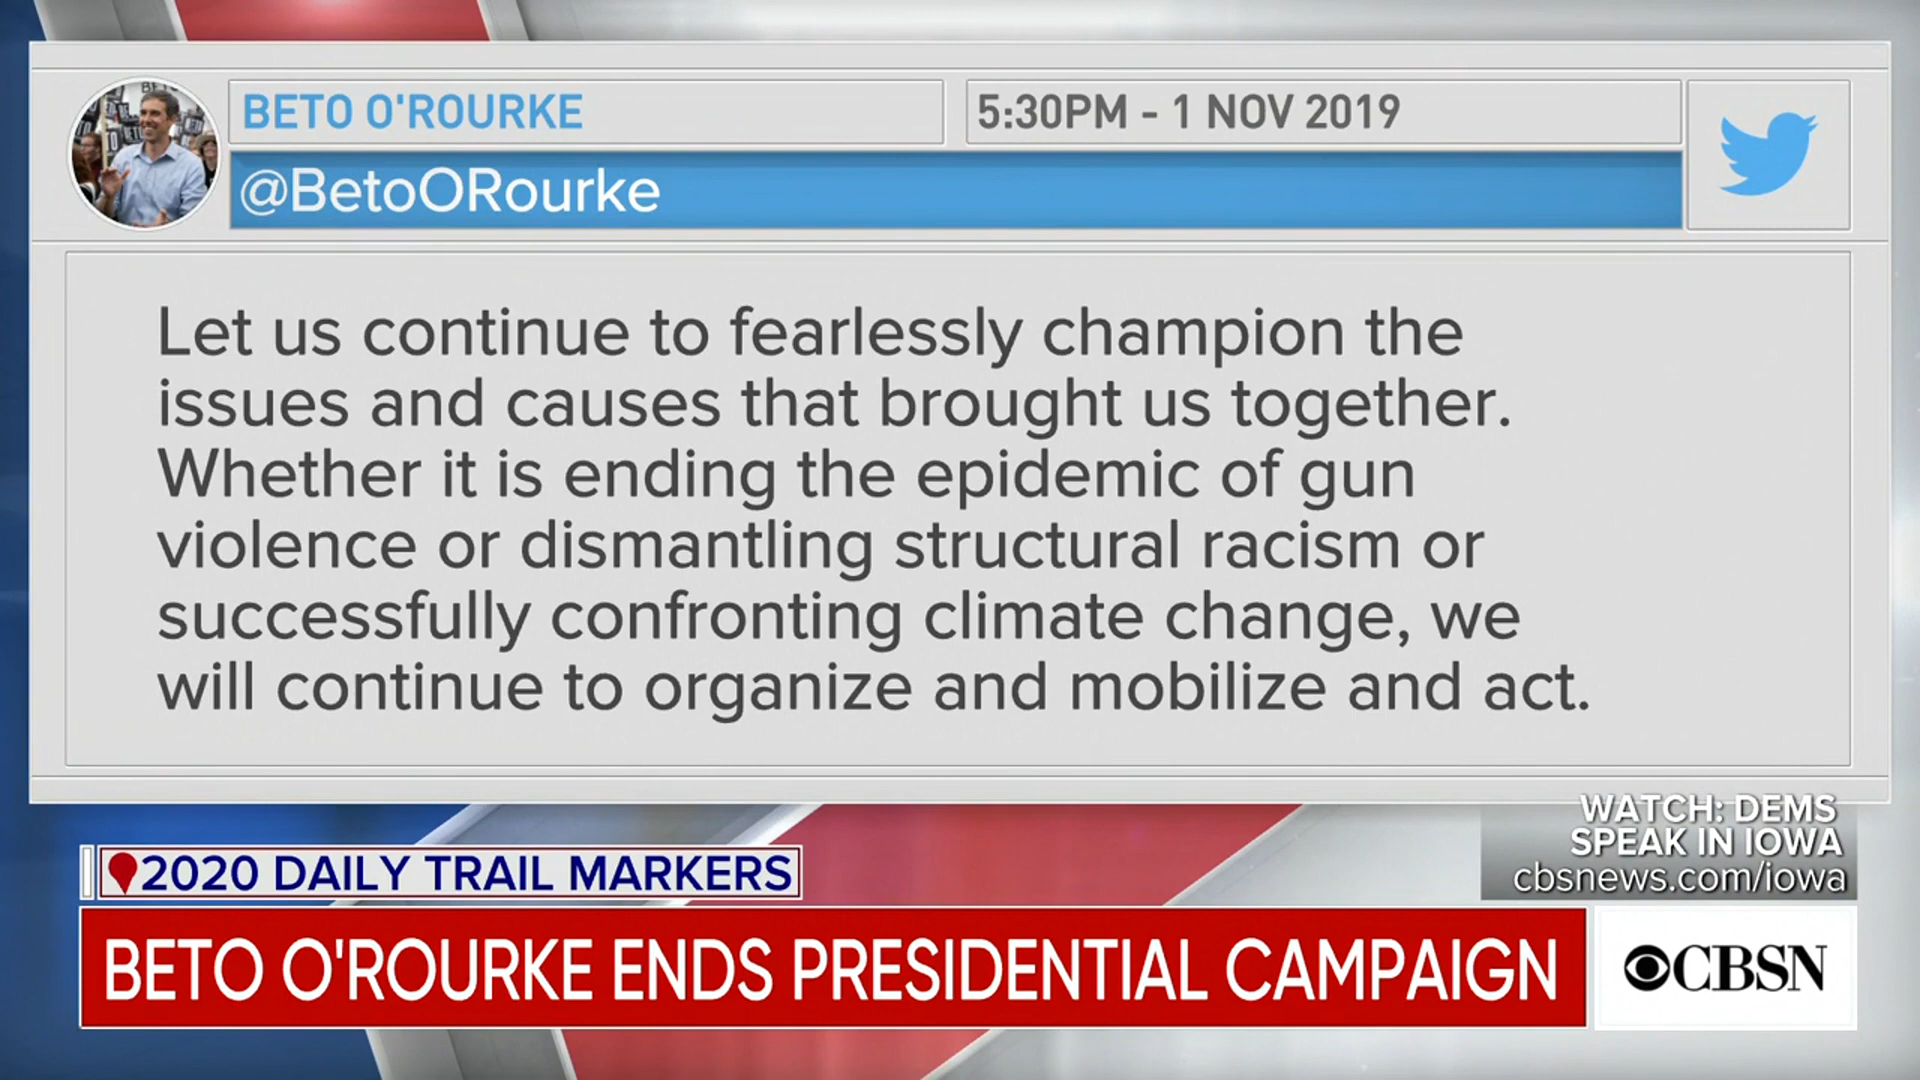 BETO O'ROURKE
5:30PM - 1 NOV 2019
@BetoORourke
Let us continue to fearlessly champion the
issues and causes that brought us together.
Whether it is ending the epidemic of gun
violence or dismantling structural racism or
successfully confronting climate change, we
will continue to organize and mobilize and act.
WATCH: DEMS
SPEAK IN IOWA
cbsnews.com/iowa
2020 DAILY TRAIL MARKERS
BETO O'ROURKE ENDS PRESIDENTIAL CAMPAIGN
CBSN